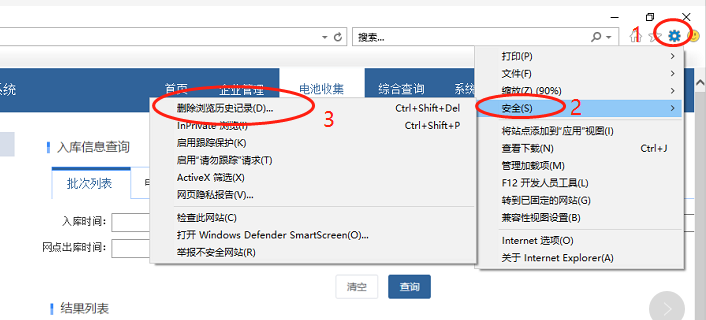 搜索...
1
打印(P)
文件(F)
缩放(Z) (90%)
安全(S)
2
将站点添加到“应用”视图(I)
查看下载(N) Ctrl+J
管理加载项(M)
F12 开发人员工具(L)
转到已固定的网站(G)
兼容性视图设置(B)
Internet 选项(O)
关于 Internet Explorer(A)
系统
首页
企业管理
电池收集
综合查询
系统
删除浏览历史记录(D)... Ctrl+Shift+Del
3
InPrivate 浏览(I) Ctrl+Shift+P
启用跟踪保护(K)
启用“请勿跟踪”请求(T)
ActiveX 筛选(X)
网页隐私报告(V)...
检查此网站(C)
打开 Windows Defender SmartScreen(O)...
举报不安全网站(R)
入库信息查询
批次列表
入库时间:
网点出库时间:
清空
查询
结果列表